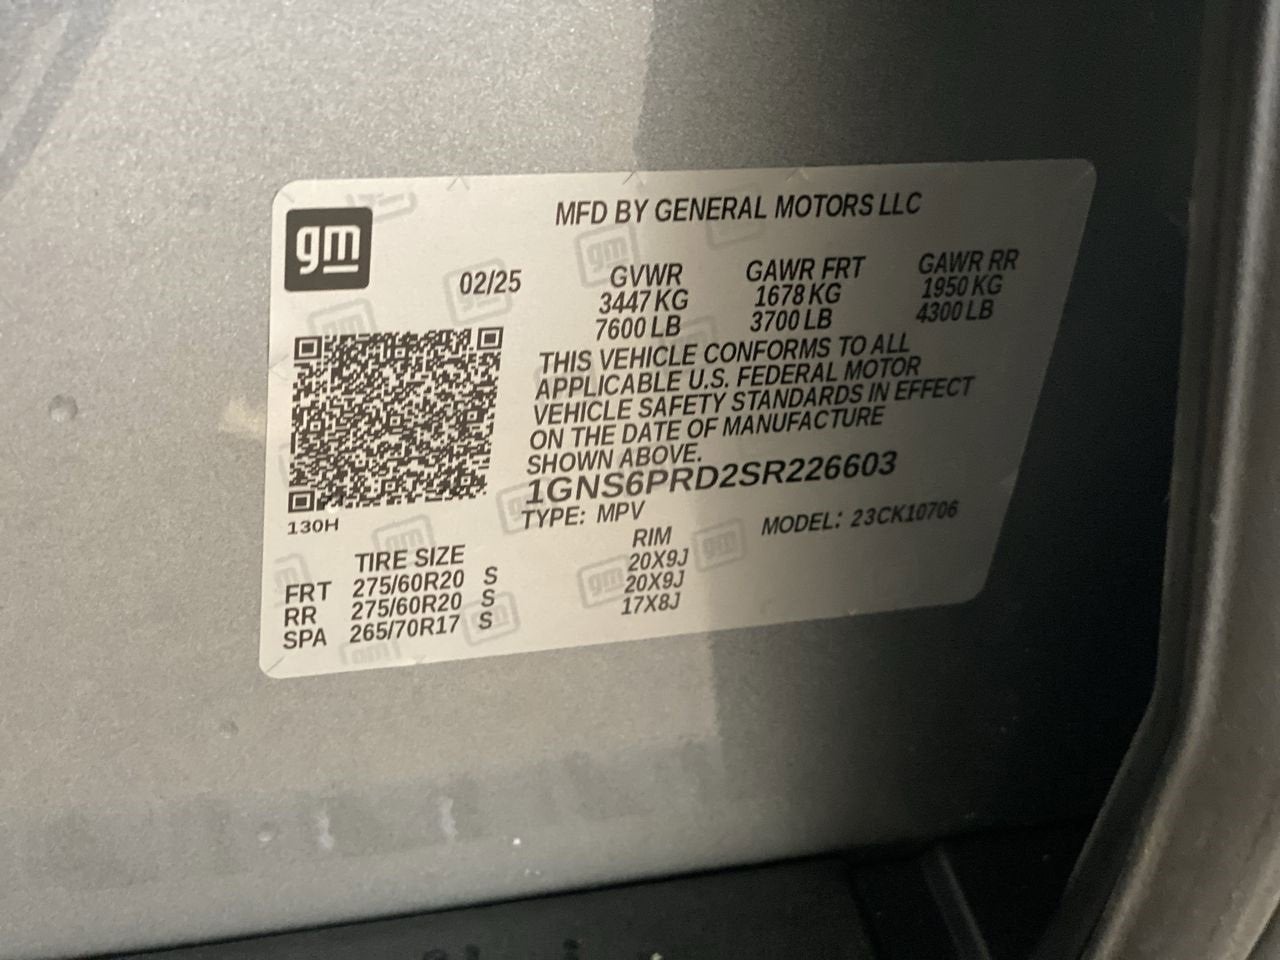 gm
MFD BY GENERAL MOTORS LLC
02/25
GVWR GAWR FRT GAWR RR
3447 KG 1678 KG 1950 KG
7600 LB 3700 LB 4300 LB
THIS VEHICLE CONFORMS TO ALL
APPLICABLE U.S. FEDERAL MOTOR
VEHICLE SAFETY STANDARDS IN EFFECT
ON THE DATE OF MANUFACTURE
SHOWN ABOVE.
1GNS6PRD2SR226603
TYPE: MPV MODEL: 23CK10706
130H
TIRE SIZE RIM
FRT 275/60R20 S 20X9J
RR 275/60R20 S 20X9J
SPA 265/70R17 S 17X8J